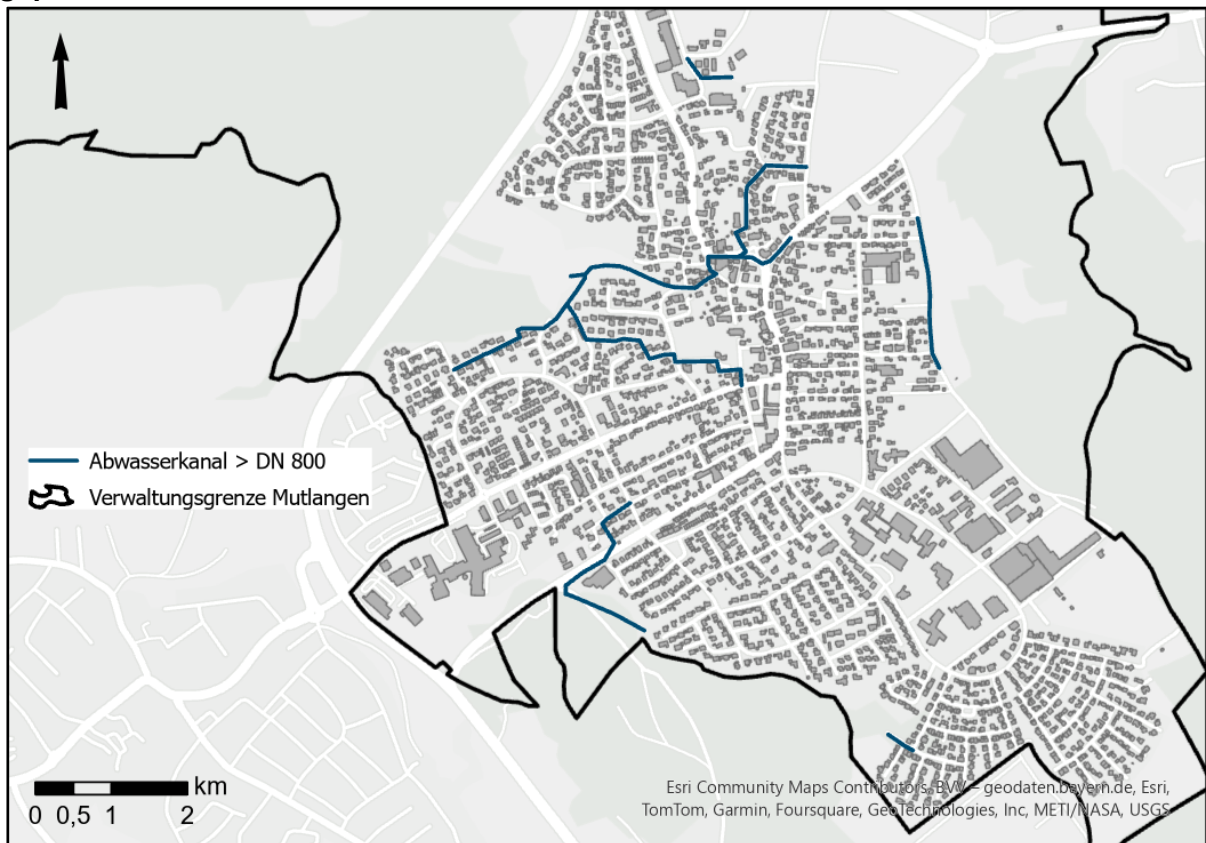 Abwasserkanal > DN 800
Verwaltungsgrenze Mutlangen
km
0 0,5 1 2
Esri Community Maps Contributors, BVV – geodaten.bayern.de, Esri,
TomTom, Garmin, Foursquare, GeoTechnologies, Inc, METI/NASA, USGS